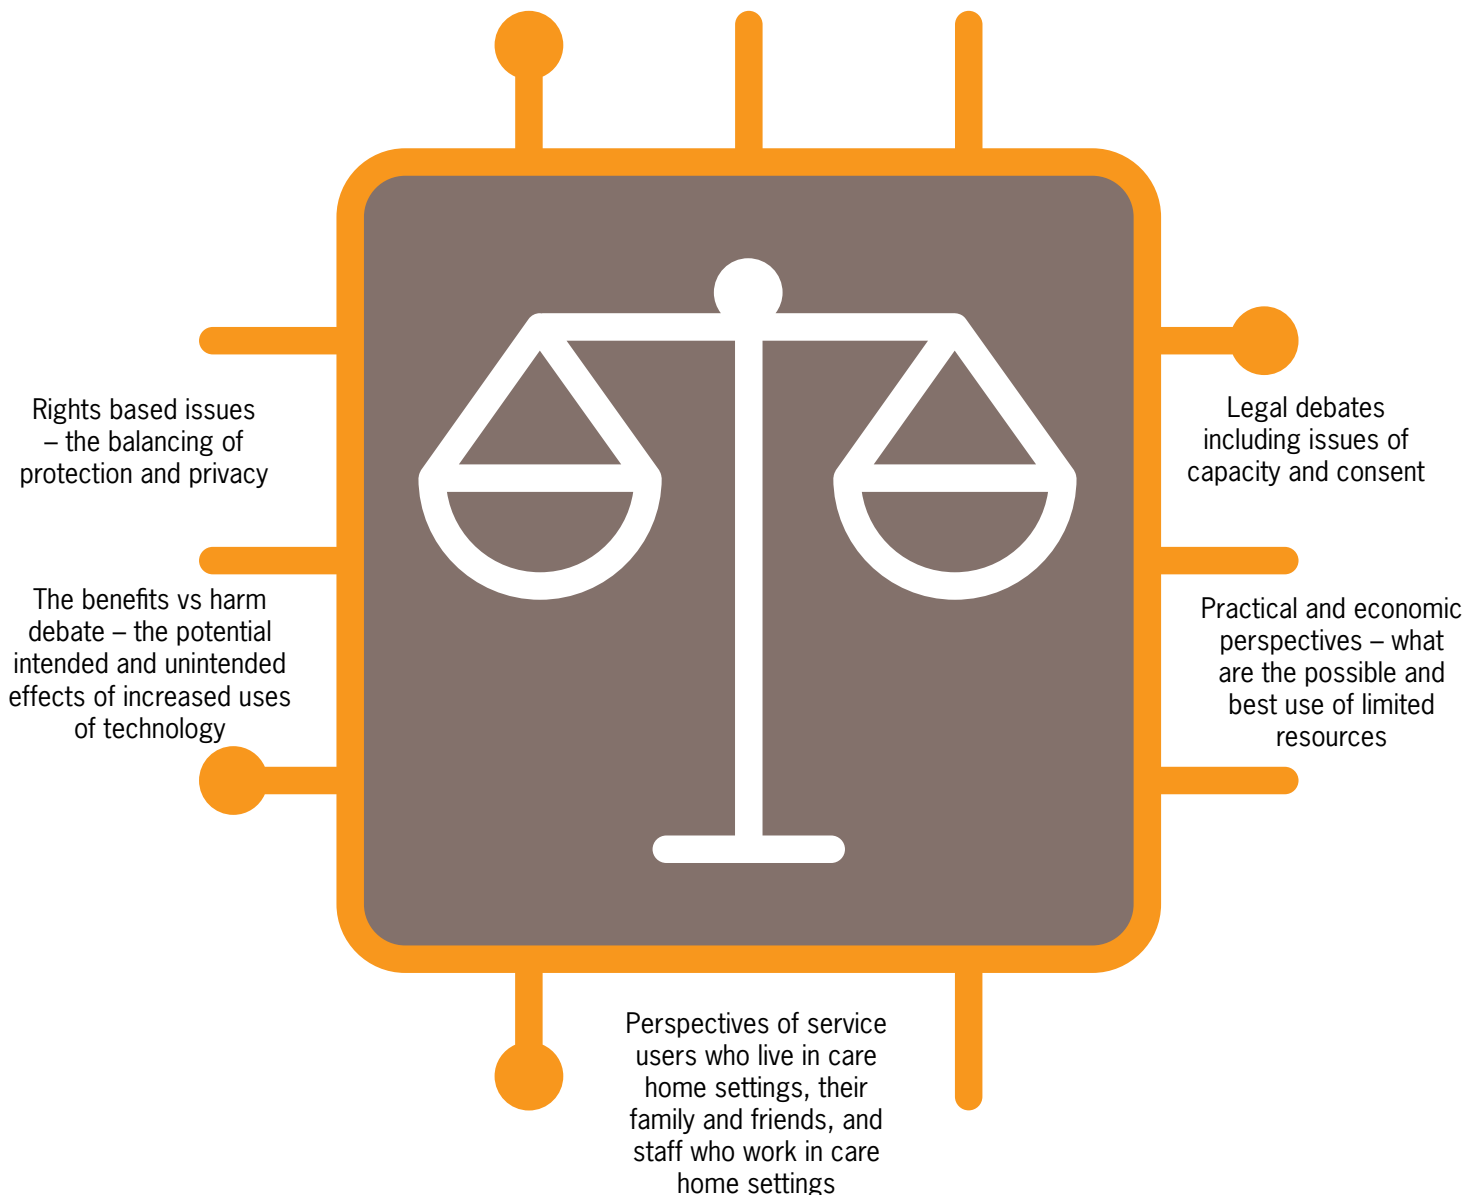 Rights based issues
– the balancing of
protection and privacy
The benefits vs harm
debate – the potential
intended and unintended
effects of increased uses
of technology
Legal debates
including issues of
capacity and consent
Practical and economic
perspectives – what
are the possible and
best use of limited
resources
Perspectives of service
users who live in care
home settings, their
family and friends, and
staff who work in care
home settings